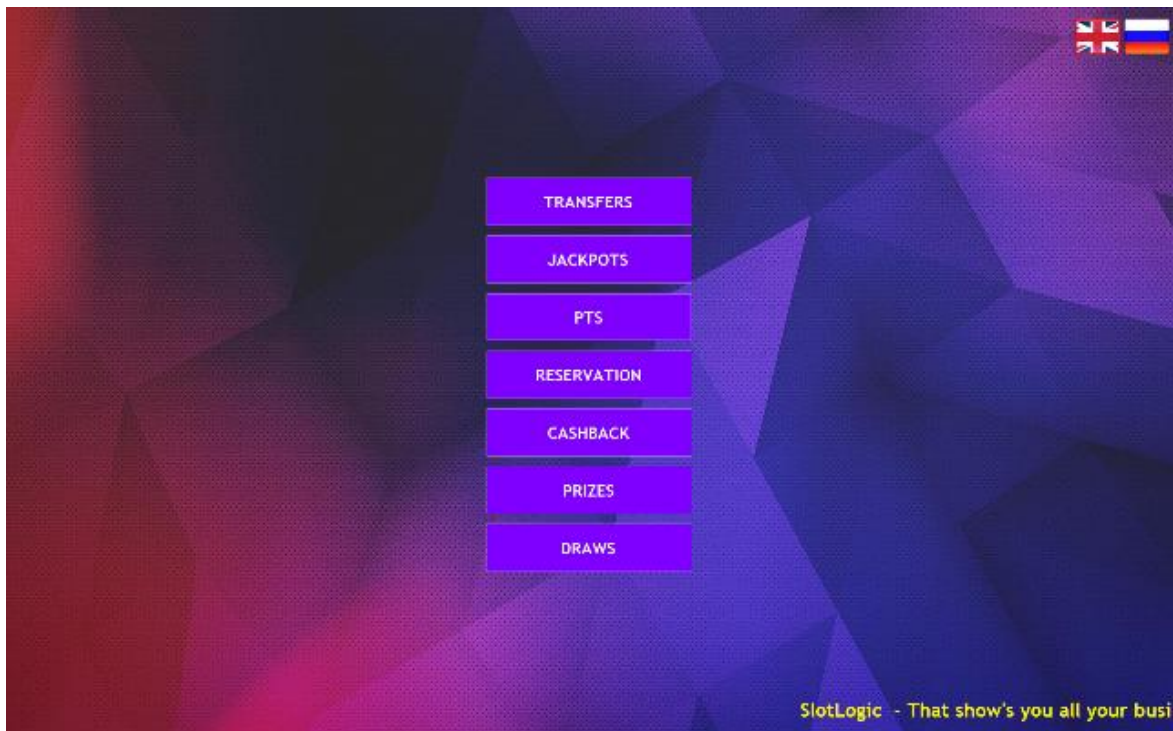 TRANSFERS
JACKPOTS
PTS
RESERVATION
CASHBACK
PRIZES
DRAWS
SlotLogic - That show's you all your busi